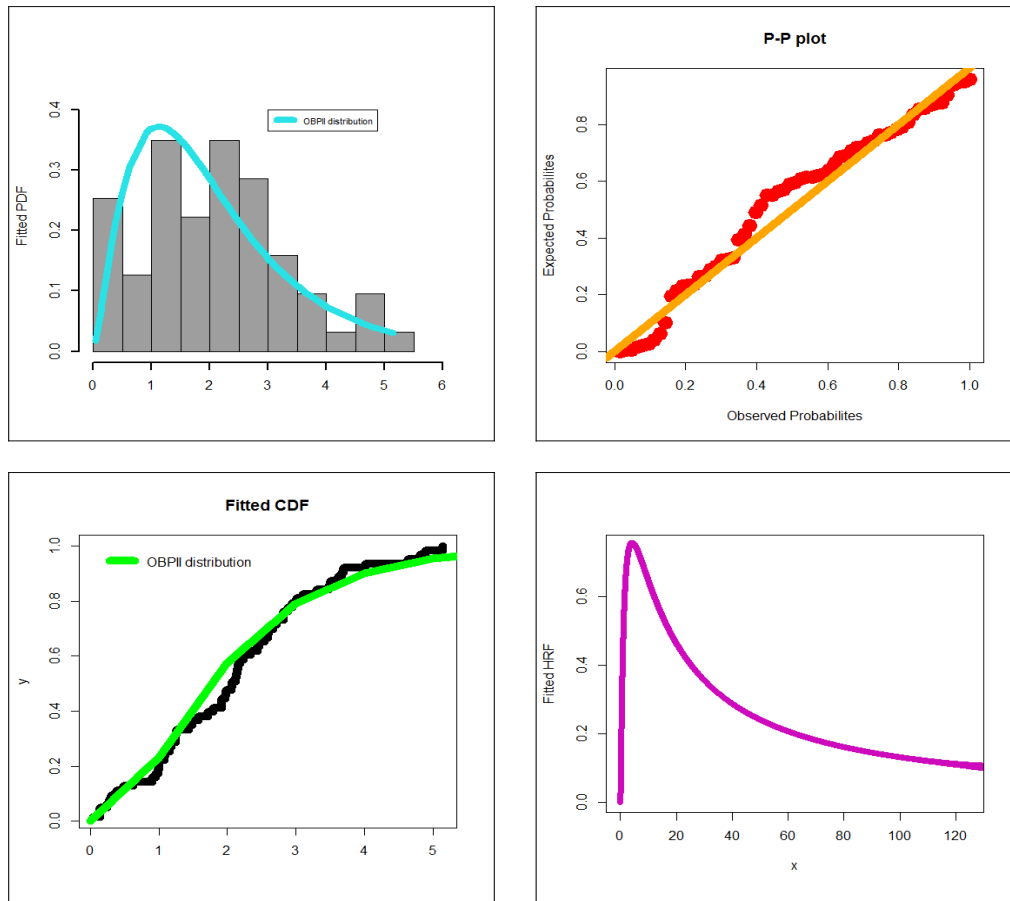 OBPII distribution
Fitted PDF
0.0 0.1 0.2 0.3 0.4
0 1 2 3 4 5 6
P-P plot
Expected Probabilites
0.0 0.2 0.4 0.6 0.8
0.0 0.2 0.4 0.6 0.8 1.0
Observed Probabilites
Fitted CDF
OBPII distribution
y
0.0 0.2 0.4 0.6 0.8 1.0
0 1 2 3 4 5
Fitted HRF
0.0 0.2 0.4 0.6
0 20 40 60 80 100 120
x